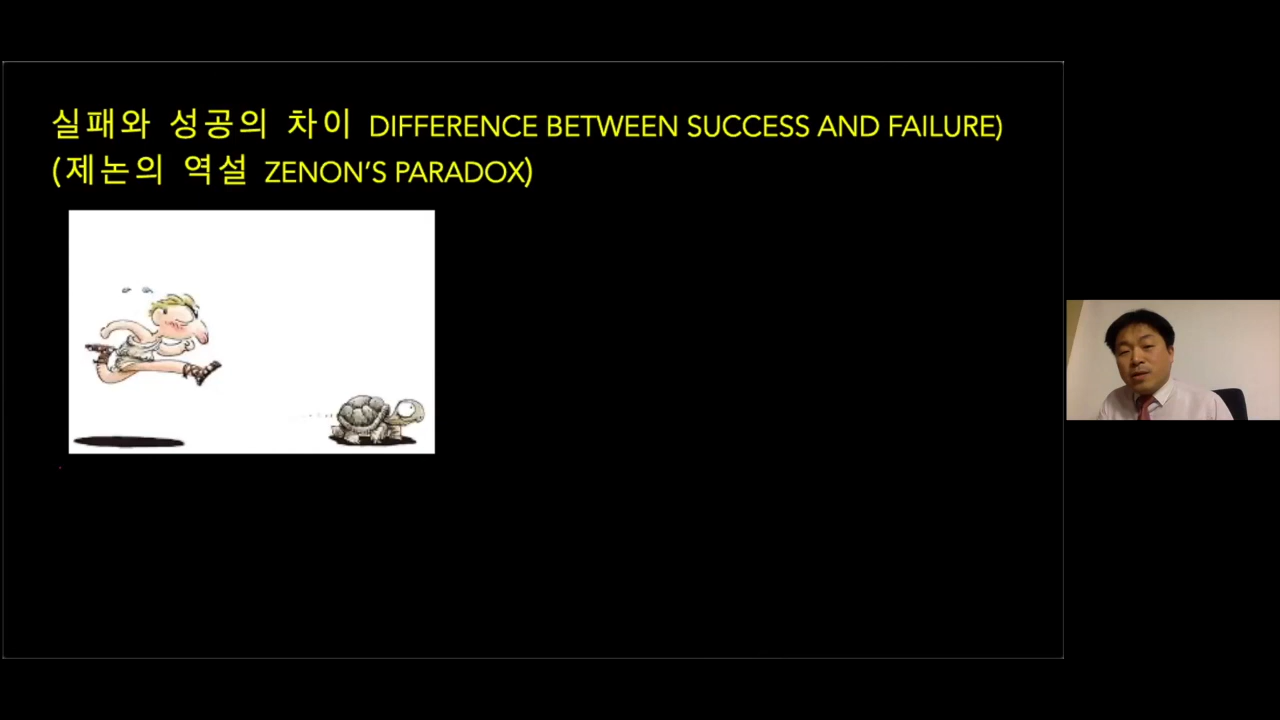 실패와 성공의 차이 DIFFERENCE BETWEEN SUCCESS AND FAILURE)
(제논의 역설 ZENON’S PARADOX)